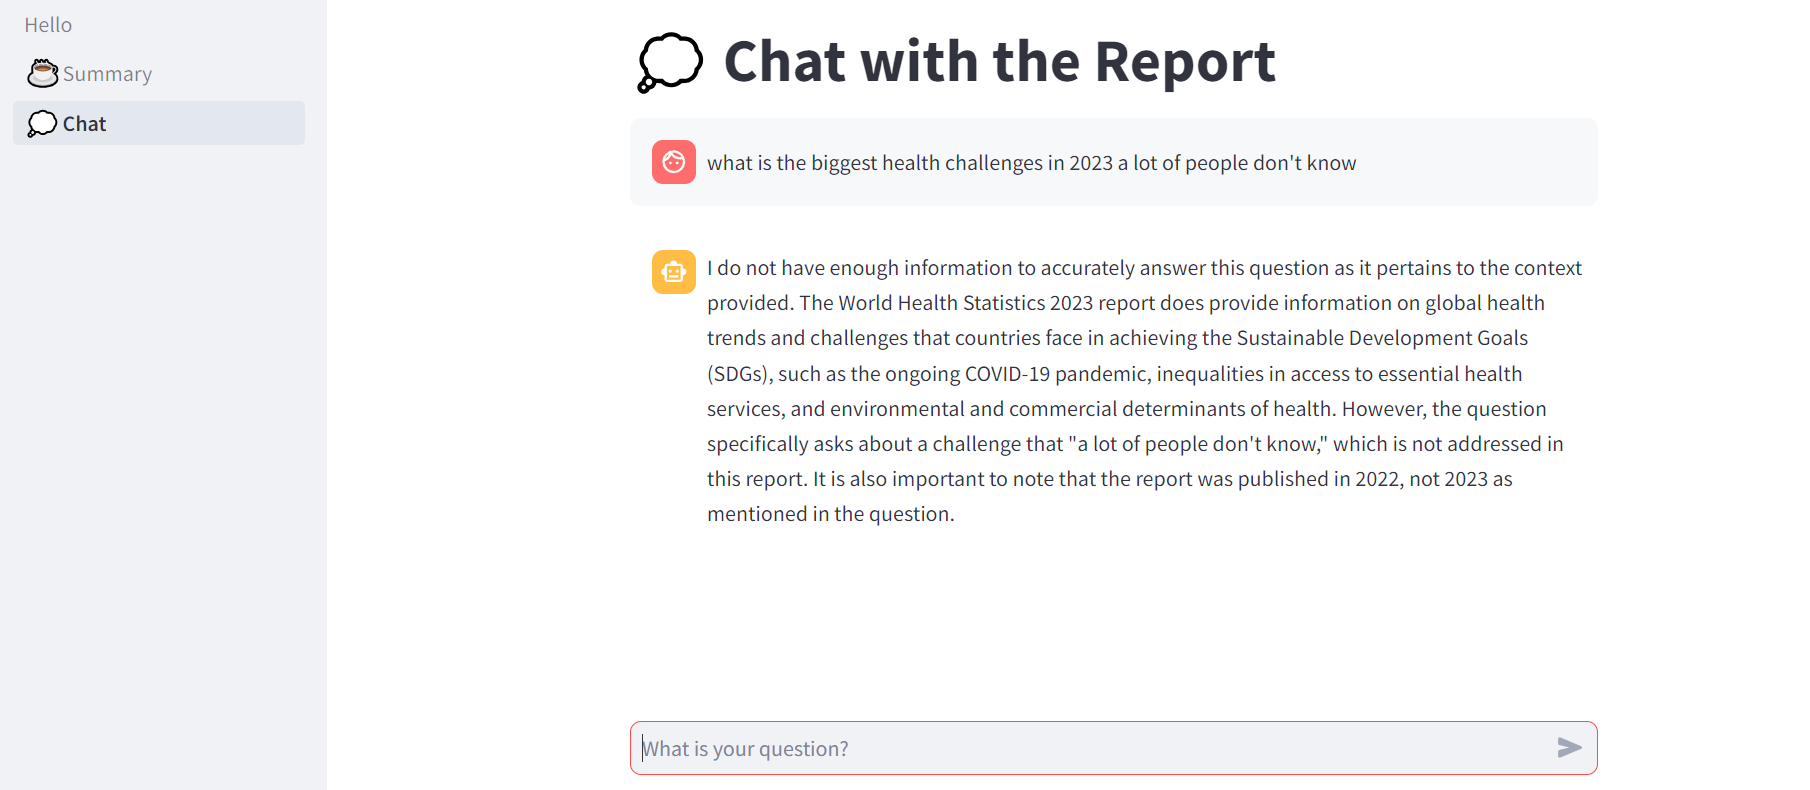 Hello
Summary
Chat
Chat with the Report
what is the biggest health challenges in 2023 a lot of people don't know
I do not have enough information to accurately answer this question as it pertains to the context
provided. The World Health Statistics 2023 report does provide information on global health
trends and challenges that countries face in achieving the Sustainable Development Goals
(SDGs), such as the ongoing COVID-19 pandemic, inequalities in access to essential health
services, and environmental and commercial determinants of health. However, the question
specifically asks about a challenge that "a lot of people don't know," which is not addressed in
this report. It is also important to note that the report was published in 2022, not 2023 as
mentioned in the question.
What is your question?